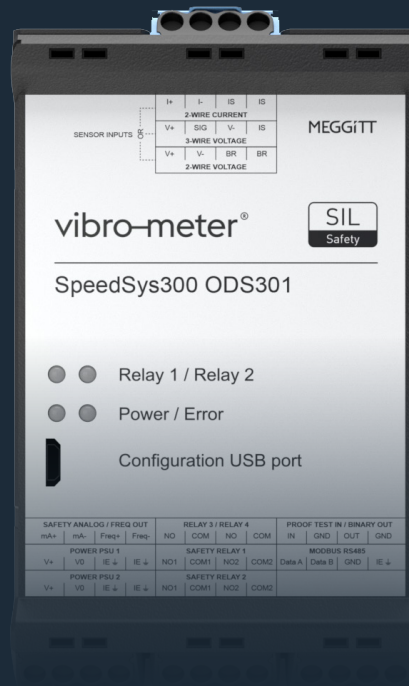 I+ I- IS IS
2-WIRE CURRENT
SENSOR INPUTS OR V+ SIG V- IS
MEGGiTT
3-WIRE VOLTAGE
V+ V- BR BR
2-WIRE VOLTAGE
vibro-meter®
SIL
Safety
SpeedSys300 ODS301
Relay 1 / Relay 2
Power / Error
Configuration USB port
SAFETY ANALOG / FREQ OUT RELAY 3 / RELAY 4 PROOF TEST IN / BINARY OUT
mA+ mA- Freq+ Freq- NO COM NO COM IN GND OUT GND
POWER PSU 1 SAFETY RELAY 1 MODBUS RS485
V+ V0 IE ⏚ IE ⏚ NO1 COM1 NO2 COM2 Data A Data B GND IE ⏚
POWER PSU 2 SAFETY RELAY 2
V+ V0 IE ⏚ IE ⏚ NO1 COM1 NO2 COM2